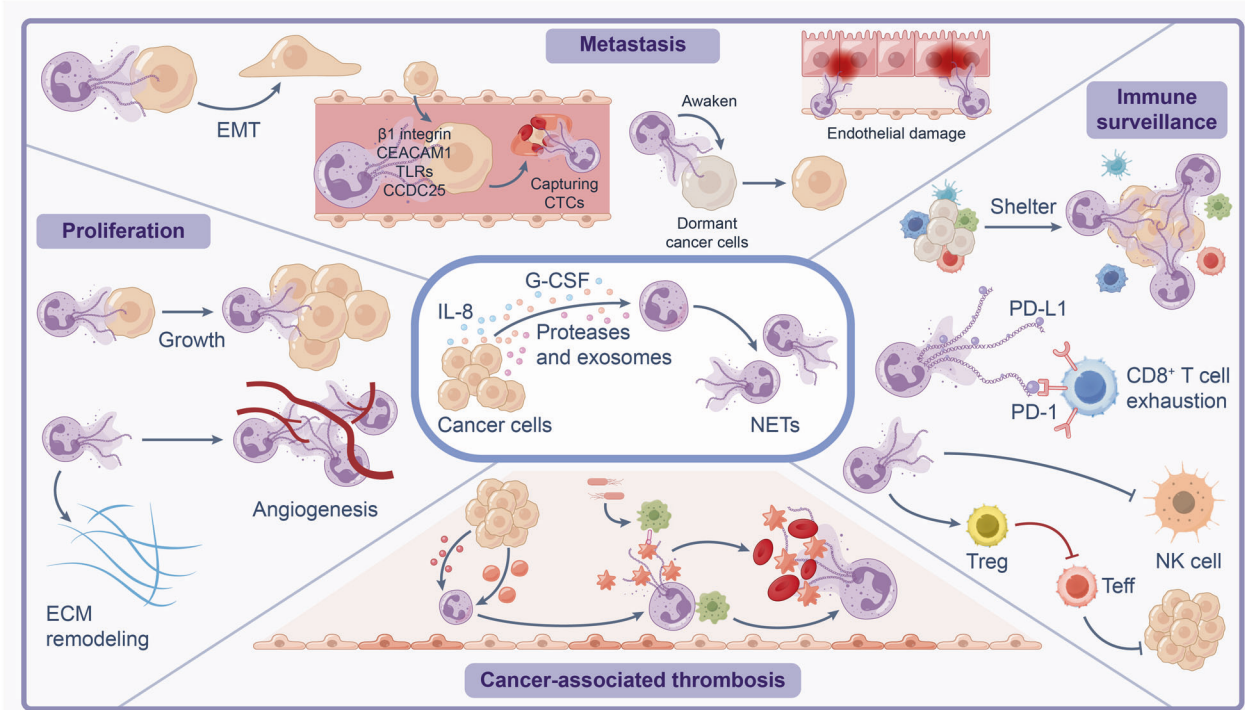 Metastasis
EMT
β1 integrin
CEACAM1
TLRs
CCDC25
Capturing
CTCs
Awaken
Dormant
cancer cells
Endothelial damage
Immune
surveillance
Shelter
PD-L1
PD-1
CD8⁺ T cell
exhaustion
NK cell
Treg
Teff
Proliferation
Growth
Angiogenesis
ECM
remodeling
G-CSF
IL-8
Proteases
and exosomes
Cancer cells
NETs
Cancer-associated thrombosis